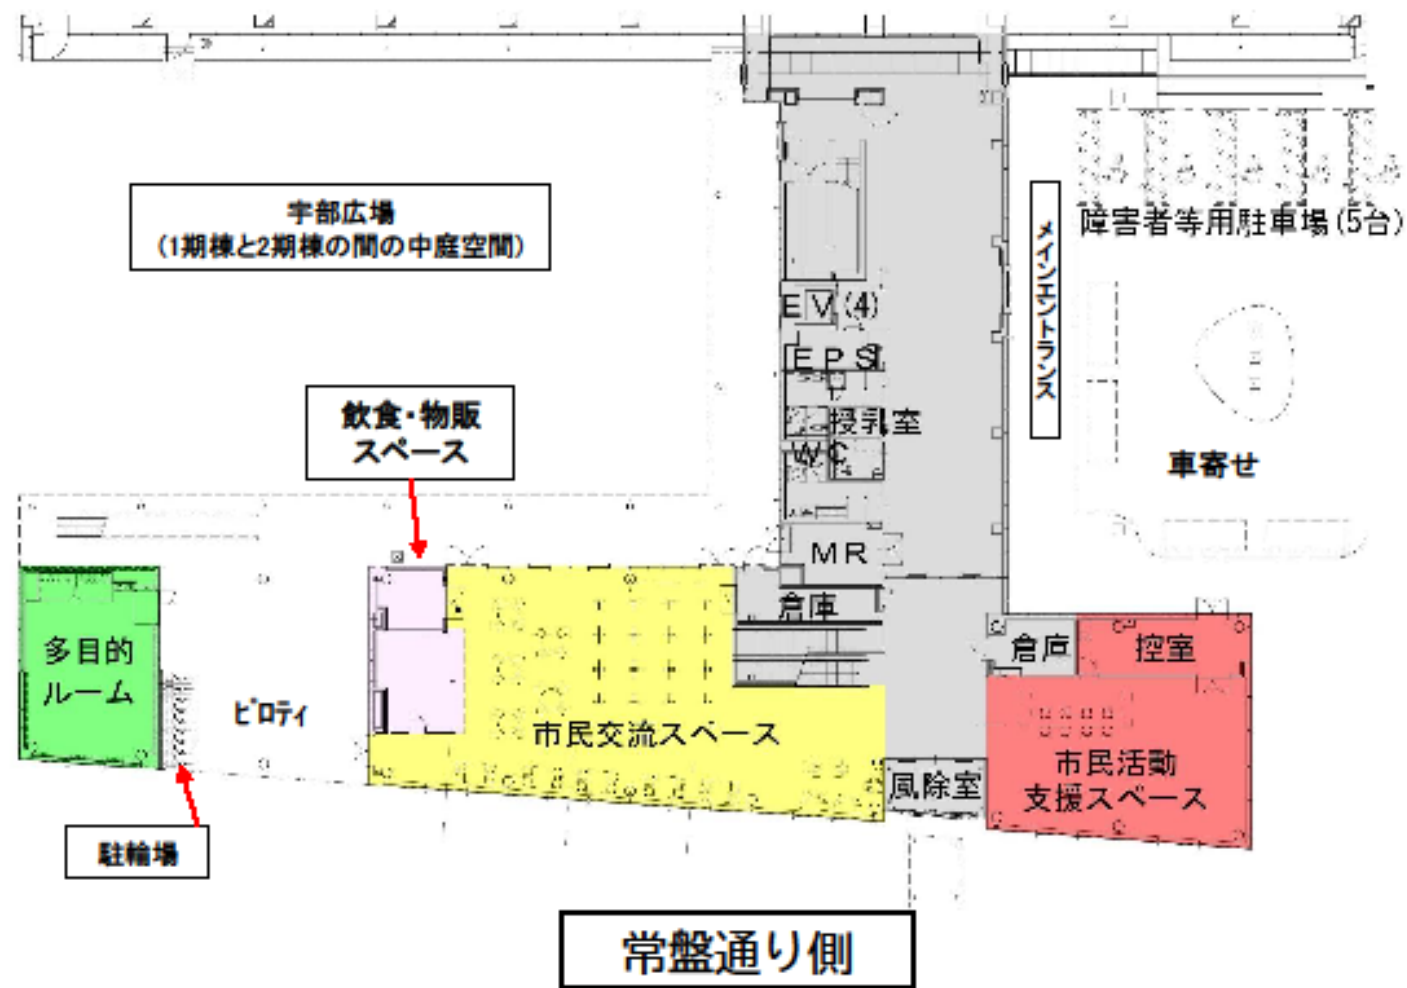 宇部広場
(1期棟と2期棟の間の中庭空間)
メインエントランス
障害者等用駐車場(5台)
EV(4)
EPS
授乳室
WC
飲食・物販
スペース
車寄せ
MR
倉庫
多目的
ルーム
ピロティ
市民交流スペース
倉庫
控室
風除室
市民活動
支援スペース
駐輪場
常盤通り側